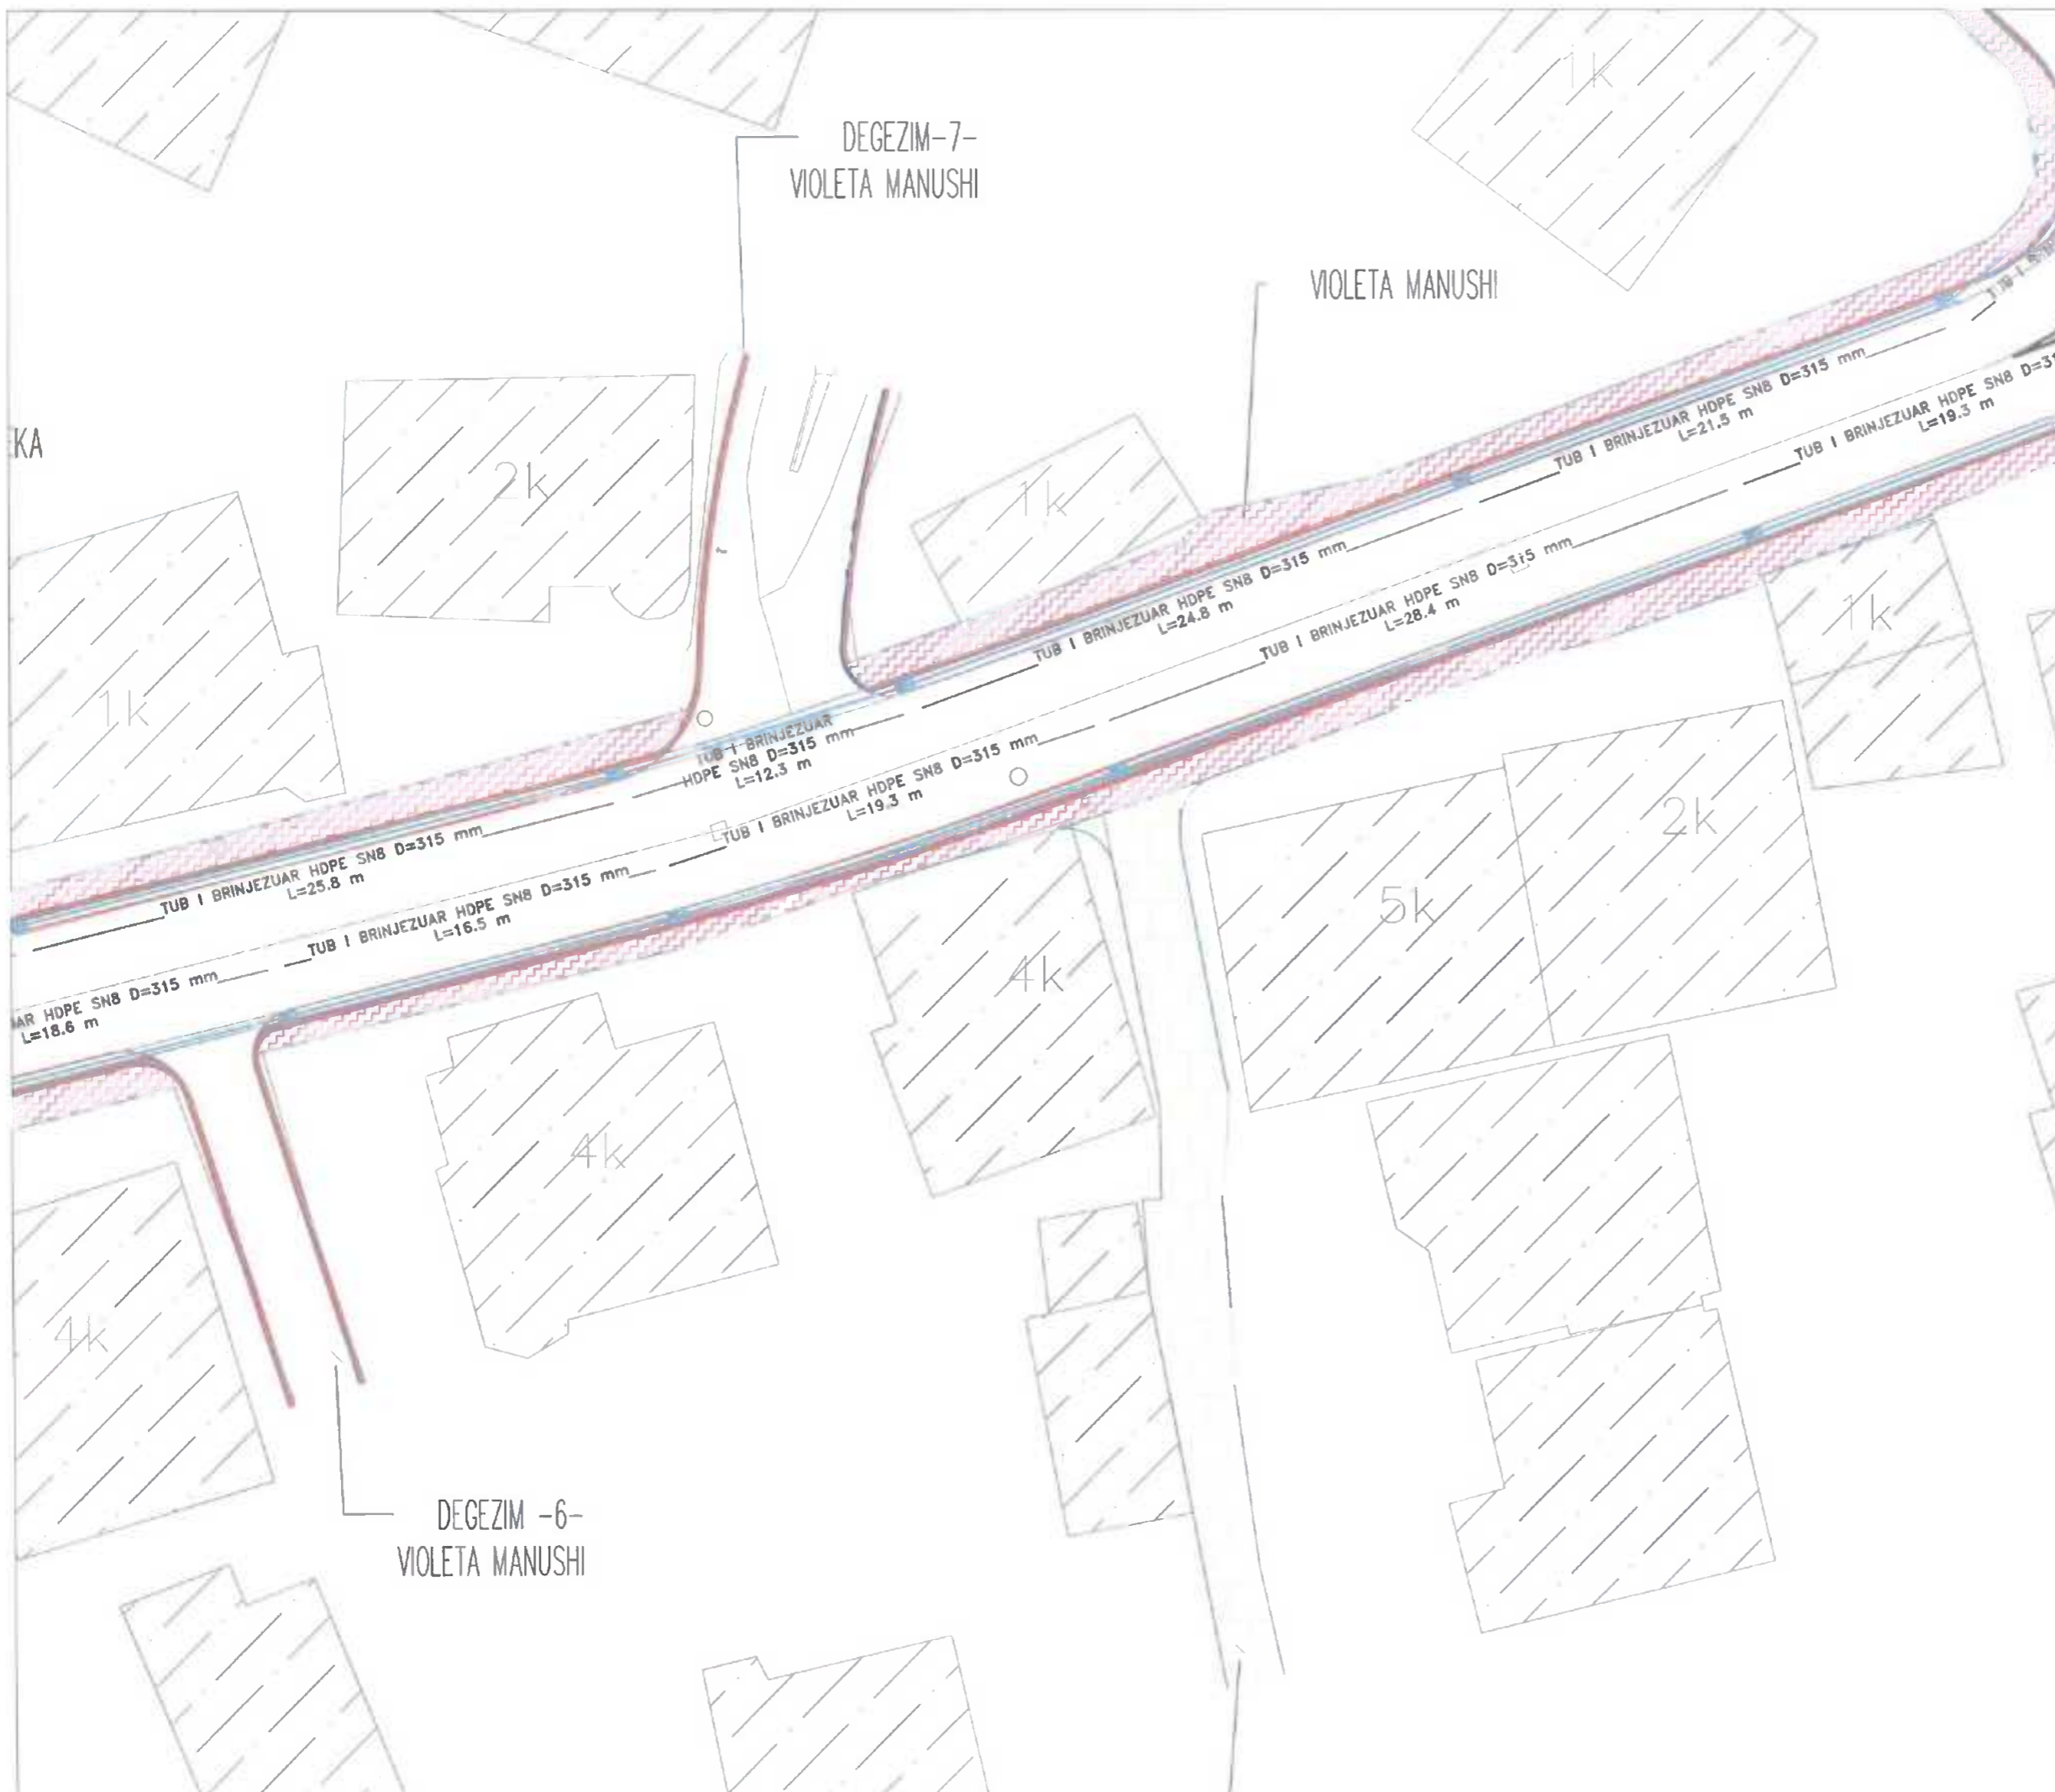 1k
DEGEZIM-7-
VIOLETA MANUSHI
VIOLETA MANUSHI
KA
2k
1k
1k
1k
TUB I BRINJEZUAR HDPE SN8 D=315 mm
L=21.5 m
TUB I BRINJEZUAR HDPE SN8
L=19.3 m
TUB I BRINJEZUAR HDPE SN8 D=315 mm
L=24.8 m
TUB I BRINJEZUAR HDPE SN8 D=315 mm
L=28.4 m
TUB I BRINJEZUAR
HDPE SN8 D=315 mm
L=12.3 m
TUB I BRINJEZUAR HDPE SN8 D=315 mm
L=19.3 m
TUB I BRINJEZUAR HDPE SN8 D=315 mm
L=25.8 m
TUB I BRINJEZUAR HDPE SN8 D=315 mm
L=16.5 m
HDPE SN8 D=315 mm
L=18.6 m
2k
5k
4k
4k
4k
DEGEZIM -6-
VIOLETA MANUSHI